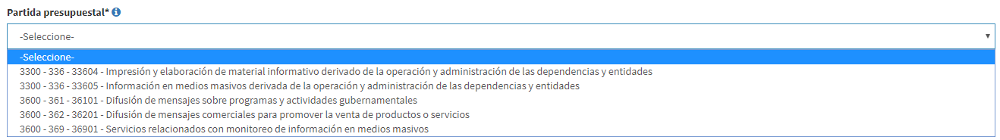 Partida presupuestal*
-Seleccione-
-Seleccione-
3300 - 336 - 33604 - Impresión y elaboración de material informativo derivado de la operación y administración de las dependencias y entidades
3300 - 336 - 33605 - Información en medios masivos derivada de la operación y administración de las dependencias y entidades
3600 - 361 - 36101 - Difusión de mensajes sobre programas y actividades gubernamentales
3600 - 362 - 36201 - Difusión de mensajes comerciales para promover la venta de productos o servicios
3600 - 369 - 36901 - Servicios relacionados con monitoreo de información en medios masivos